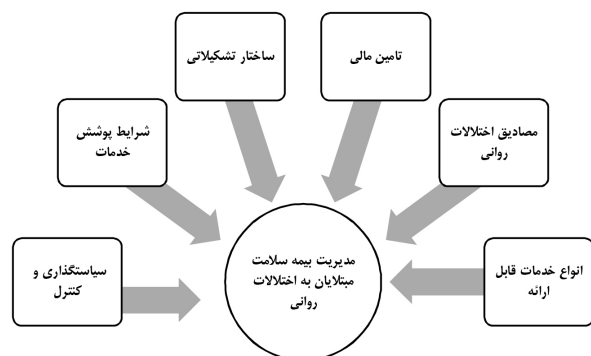 تامین مالی
ساختار تشکیلاتی
مصادیق اختلالات
روانی
شرایط پوشش
خدمات
انواع خدمات قابل
ارائه
مدیریت بیمه سلامت
مبتلایان به اختلالات
روانی
سیاستگذاری و
کنترل